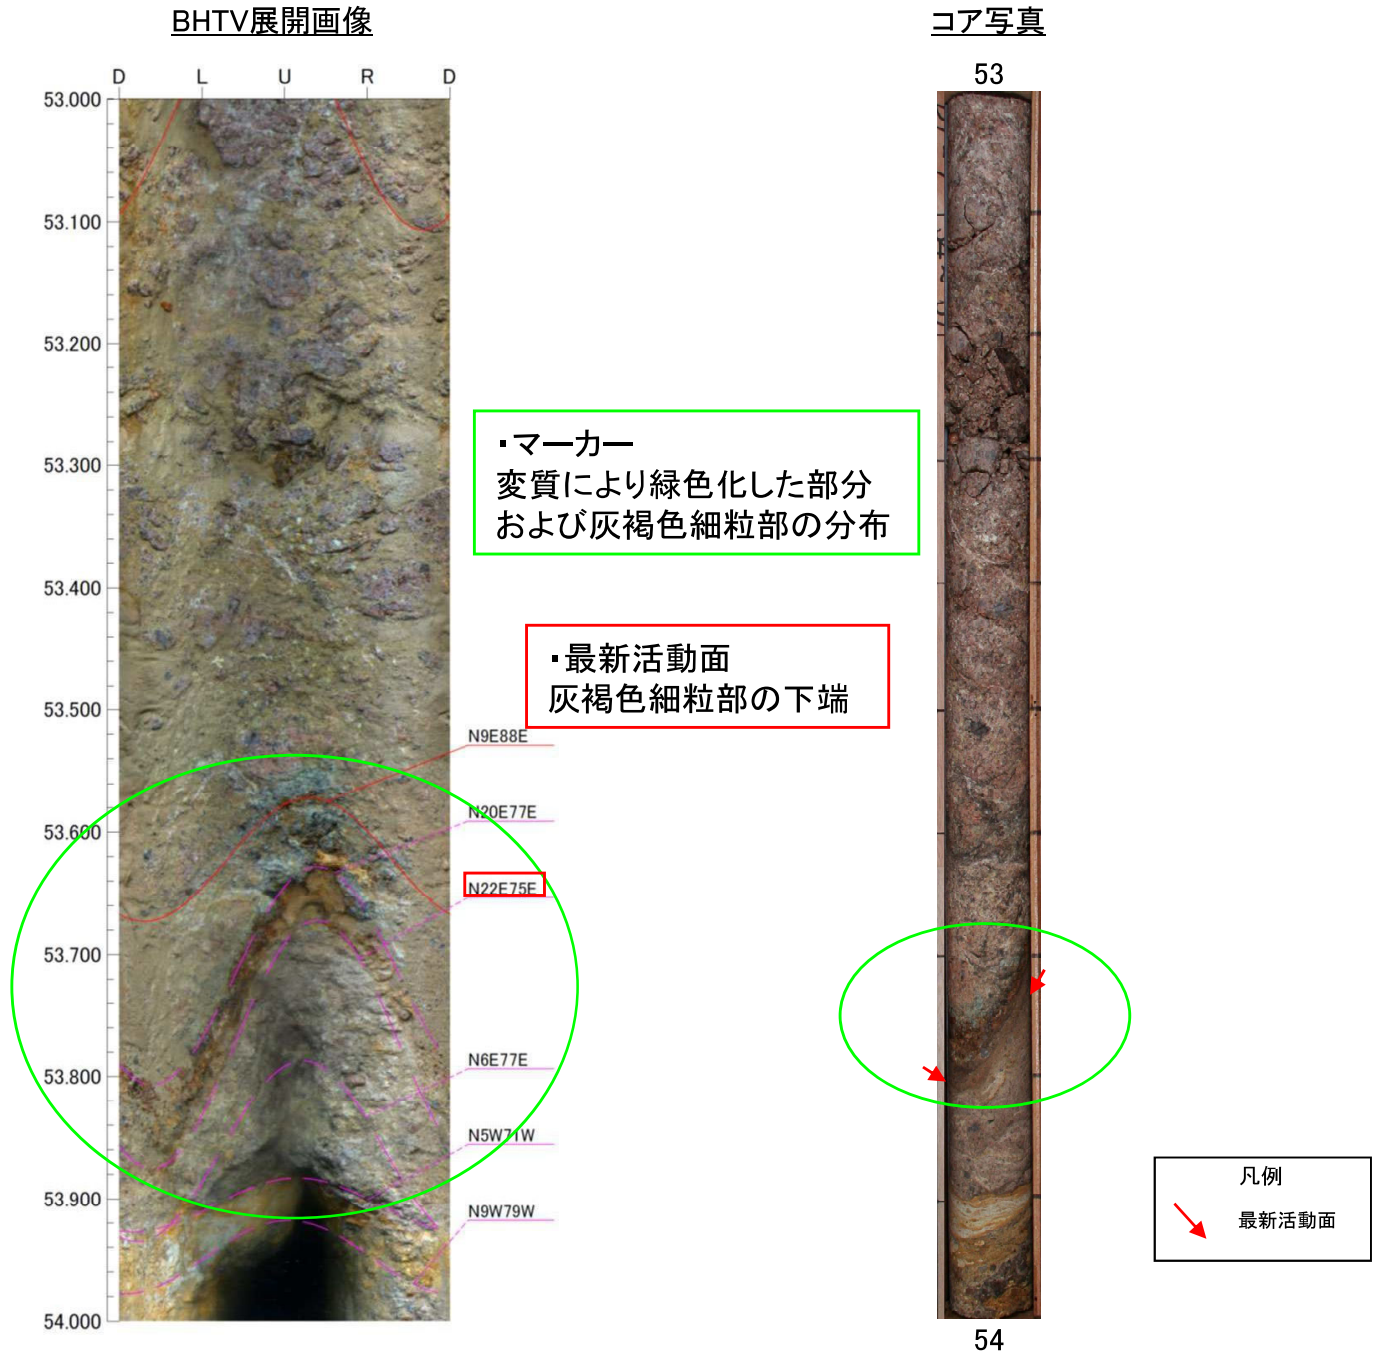 BHTV展開画像
コア写真
D L U R D
53
53.000
53.100
53.200
53.300
53.400
53.500
53.600
53.700
53.800
53.900
54.000
・マーカー
変質により緑色化した部分
および灰褐色細粒部の分布
・最新活動面
灰褐色細粒部の下端
N9E88E
N20E77E
N22E75E
N6E77E
N5W71W
N9W79W
凡例
最新活動面
54